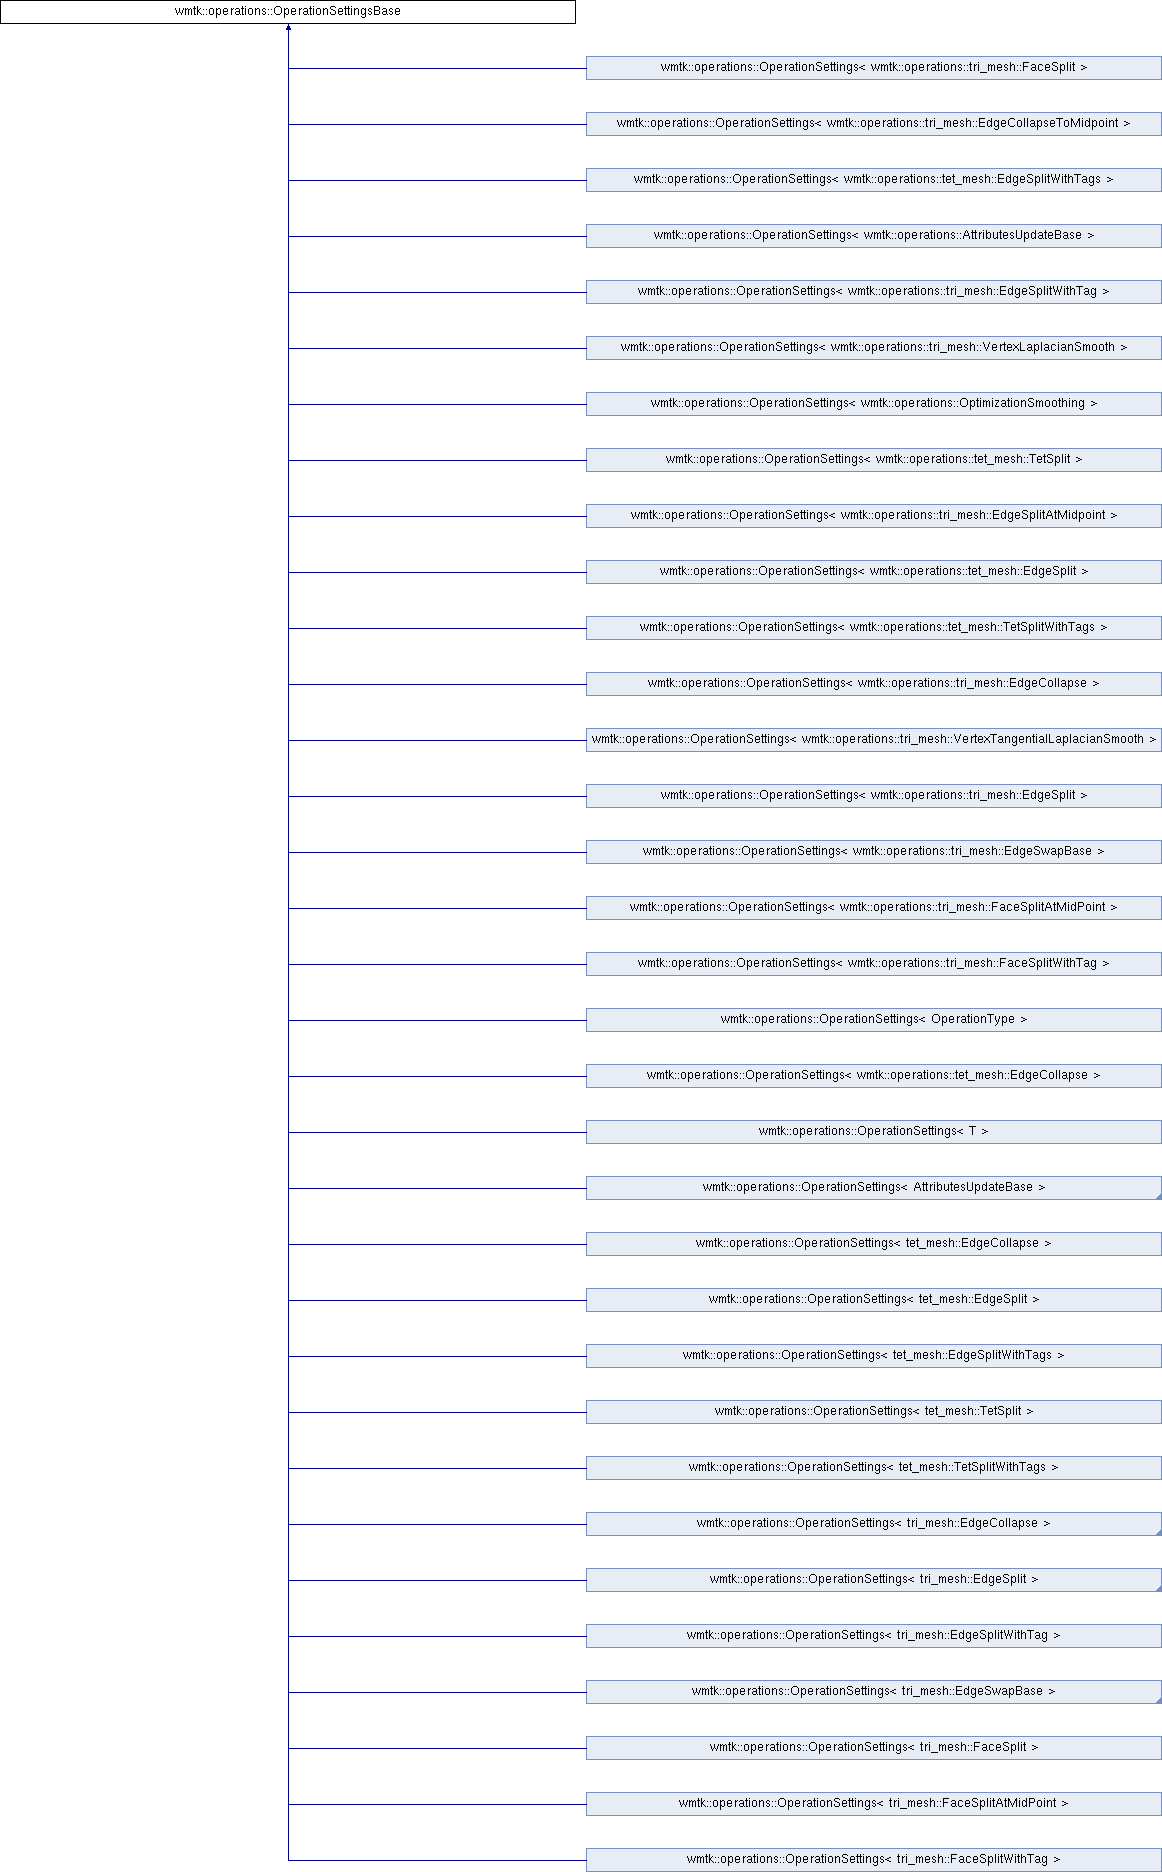 wmtk::operations::OperationSettingsBase
wmtk::operations::OperationSettings< wmtk::operations::tri_mesh::FaceSplit >
wmtk::operations::OperationSettings< wmtk::operations::tri_mesh::EdgeCollapseToMidpoint >
wmtk::operations::OperationSettings< wmtk::operations::tet_mesh::EdgeSplitWithTags >
wmtk::operations::OperationSettings< wmtk::operations::AttributesUpdateBase >
wmtk::operations::OperationSettings< wmtk::operations::tri_mesh::EdgeSplitWithTag >
wmtk::operations::OperationSettings< wmtk::operations::tri_mesh::VertexLaplacianSmooth >
wmtk::operations::OperationSettings< wmtk::operations::OptimizationSmoothing >
wmtk::operations::OperationSettings< wmtk::operations::tet_mesh::TetSplit >
wmtk::operations::OperationSettings< wmtk::operations::tri_mesh::EdgeSplitAtMidpoint >
wmtk::operations::OperationSettings< wmtk::operations::tet_mesh::EdgeSplit >
wmtk::operations::OperationSettings< wmtk::operations::tet_mesh::TetSplitWithTags >
wmtk::operations::OperationSettings< wmtk::operations::tri_mesh::EdgeCollapse >
wmtk::operations::OperationSettings< wmtk::operations::tri_mesh::VertexTangentialLaplacianSmooth >
wmtk::operations::OperationSettings< wmtk::operations::tri_mesh::EdgeSplit >
wmtk::operations::OperationSettings< wmtk::operations::tri_mesh::EdgeSwapBase >
wmtk::operations::OperationSettings< wmtk::operations::tri_mesh::FaceSplitAtMidPoint >
wmtk::operations::OperationSettings< wmtk::operations::tri_mesh::FaceSplitWithTag >
wmtk::operations::OperationSettings< OperationType >
wmtk::operations::OperationSettings< wmtk::operations::tet_mesh::EdgeCollapse >
wmtk::operations::OperationSettings< T >
wmtk::operations::OperationSettings< AttributesUpdateBase >
wmtk::operations::OperationSettings< tet_mesh::EdgeCollapse >
wmtk::operations::OperationSettings< tet_mesh::EdgeSplit >
wmtk::operations::OperationSettings< tet_mesh::EdgeSplitWithTags >
wmtk::operations::OperationSettings< tet_mesh::TetSplit >
wmtk::operations::OperationSettings< tet_mesh::TetSplitWithTags >
wmtk::operations::OperationSettings< tri_mesh::EdgeCollapse >
wmtk::operations::OperationSettings< tri_mesh::EdgeSplit >
wmtk::operations::OperationSettings< tri_mesh::EdgeSplitWithTag >
wmtk::operations::OperationSettings< tri_mesh::EdgeSwapBase >
wmtk::operations::OperationSettings< tri_mesh::FaceSplit >
wmtk::operations::OperationSettings< tri_mesh::FaceSplitAtMidPoint >
wmtk::operations::OperationSettings< tri_mesh::FaceSplitWithTag >